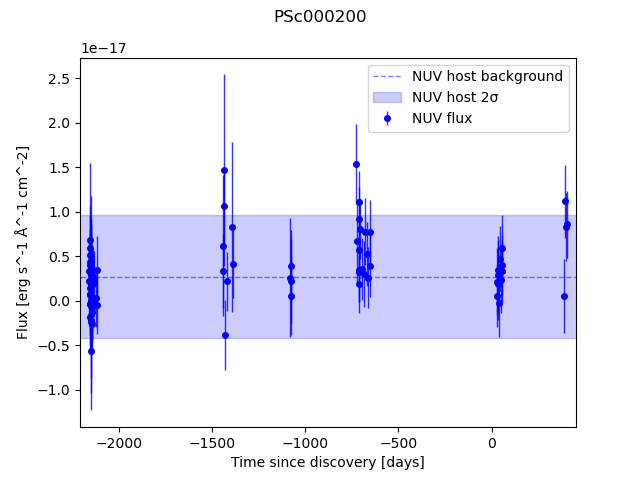 PSc000200
1e−17
NUV host background
NUV host 2σ
NUV flux
2.5
2.0
1.5
1.0
0.5
0.0
−0.5
−1.0
Flux [erg s^-1 Å^-1 cm^-2]
−2000
−1500
−1000
−500
0
Time since discovery [days]